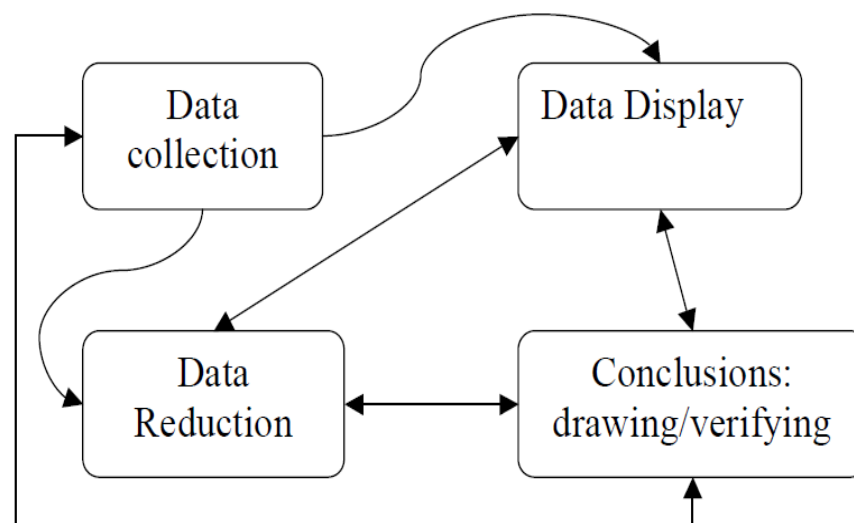 Data
collection
Data Display
Data
Reduction
Conclusions:
drawing/verifying